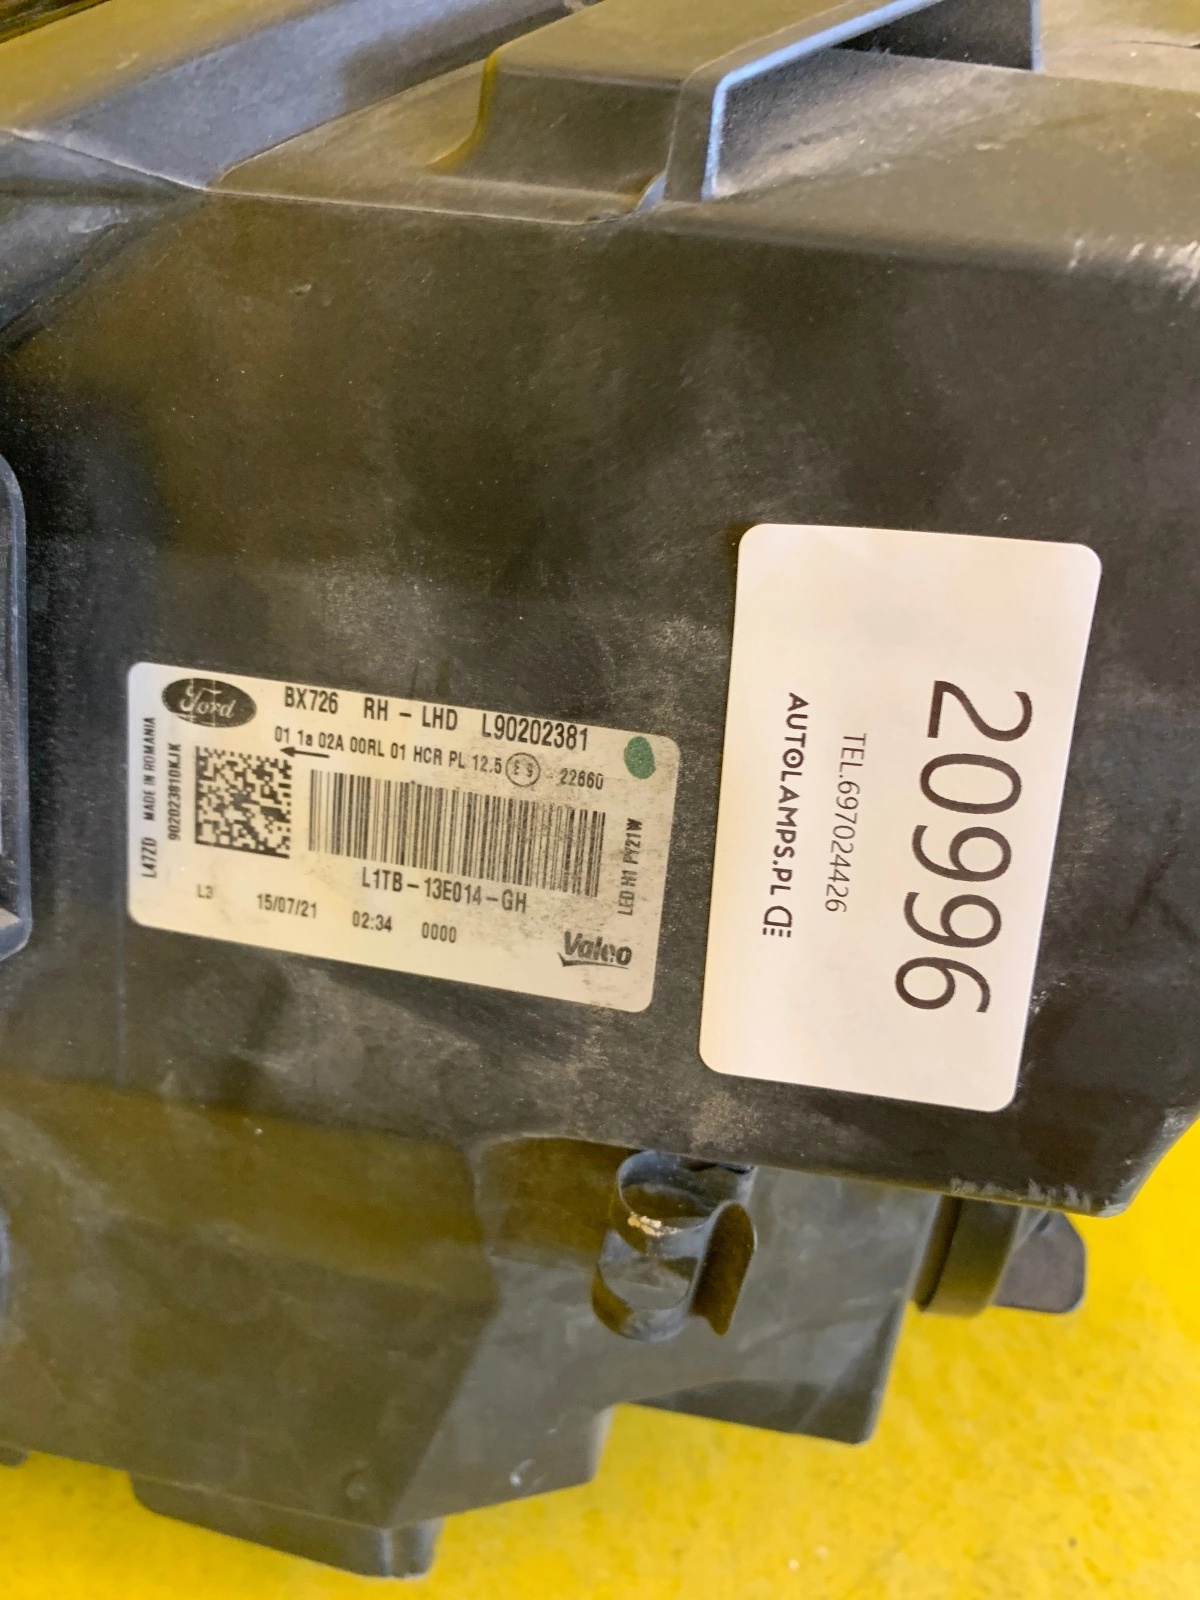 Ford
BX726 RH - LHD L90202381
01 1a 02A 00RL 01 HCR PL 12.5 E9 22660
L47ZD MADE IN ROMANIA
LED H1 PY21W
L1TB-13E014-GH
L3 15/07/21 02:34 0000
Valeo
20996
TEL.697024426
AUTOLAMPS.PL